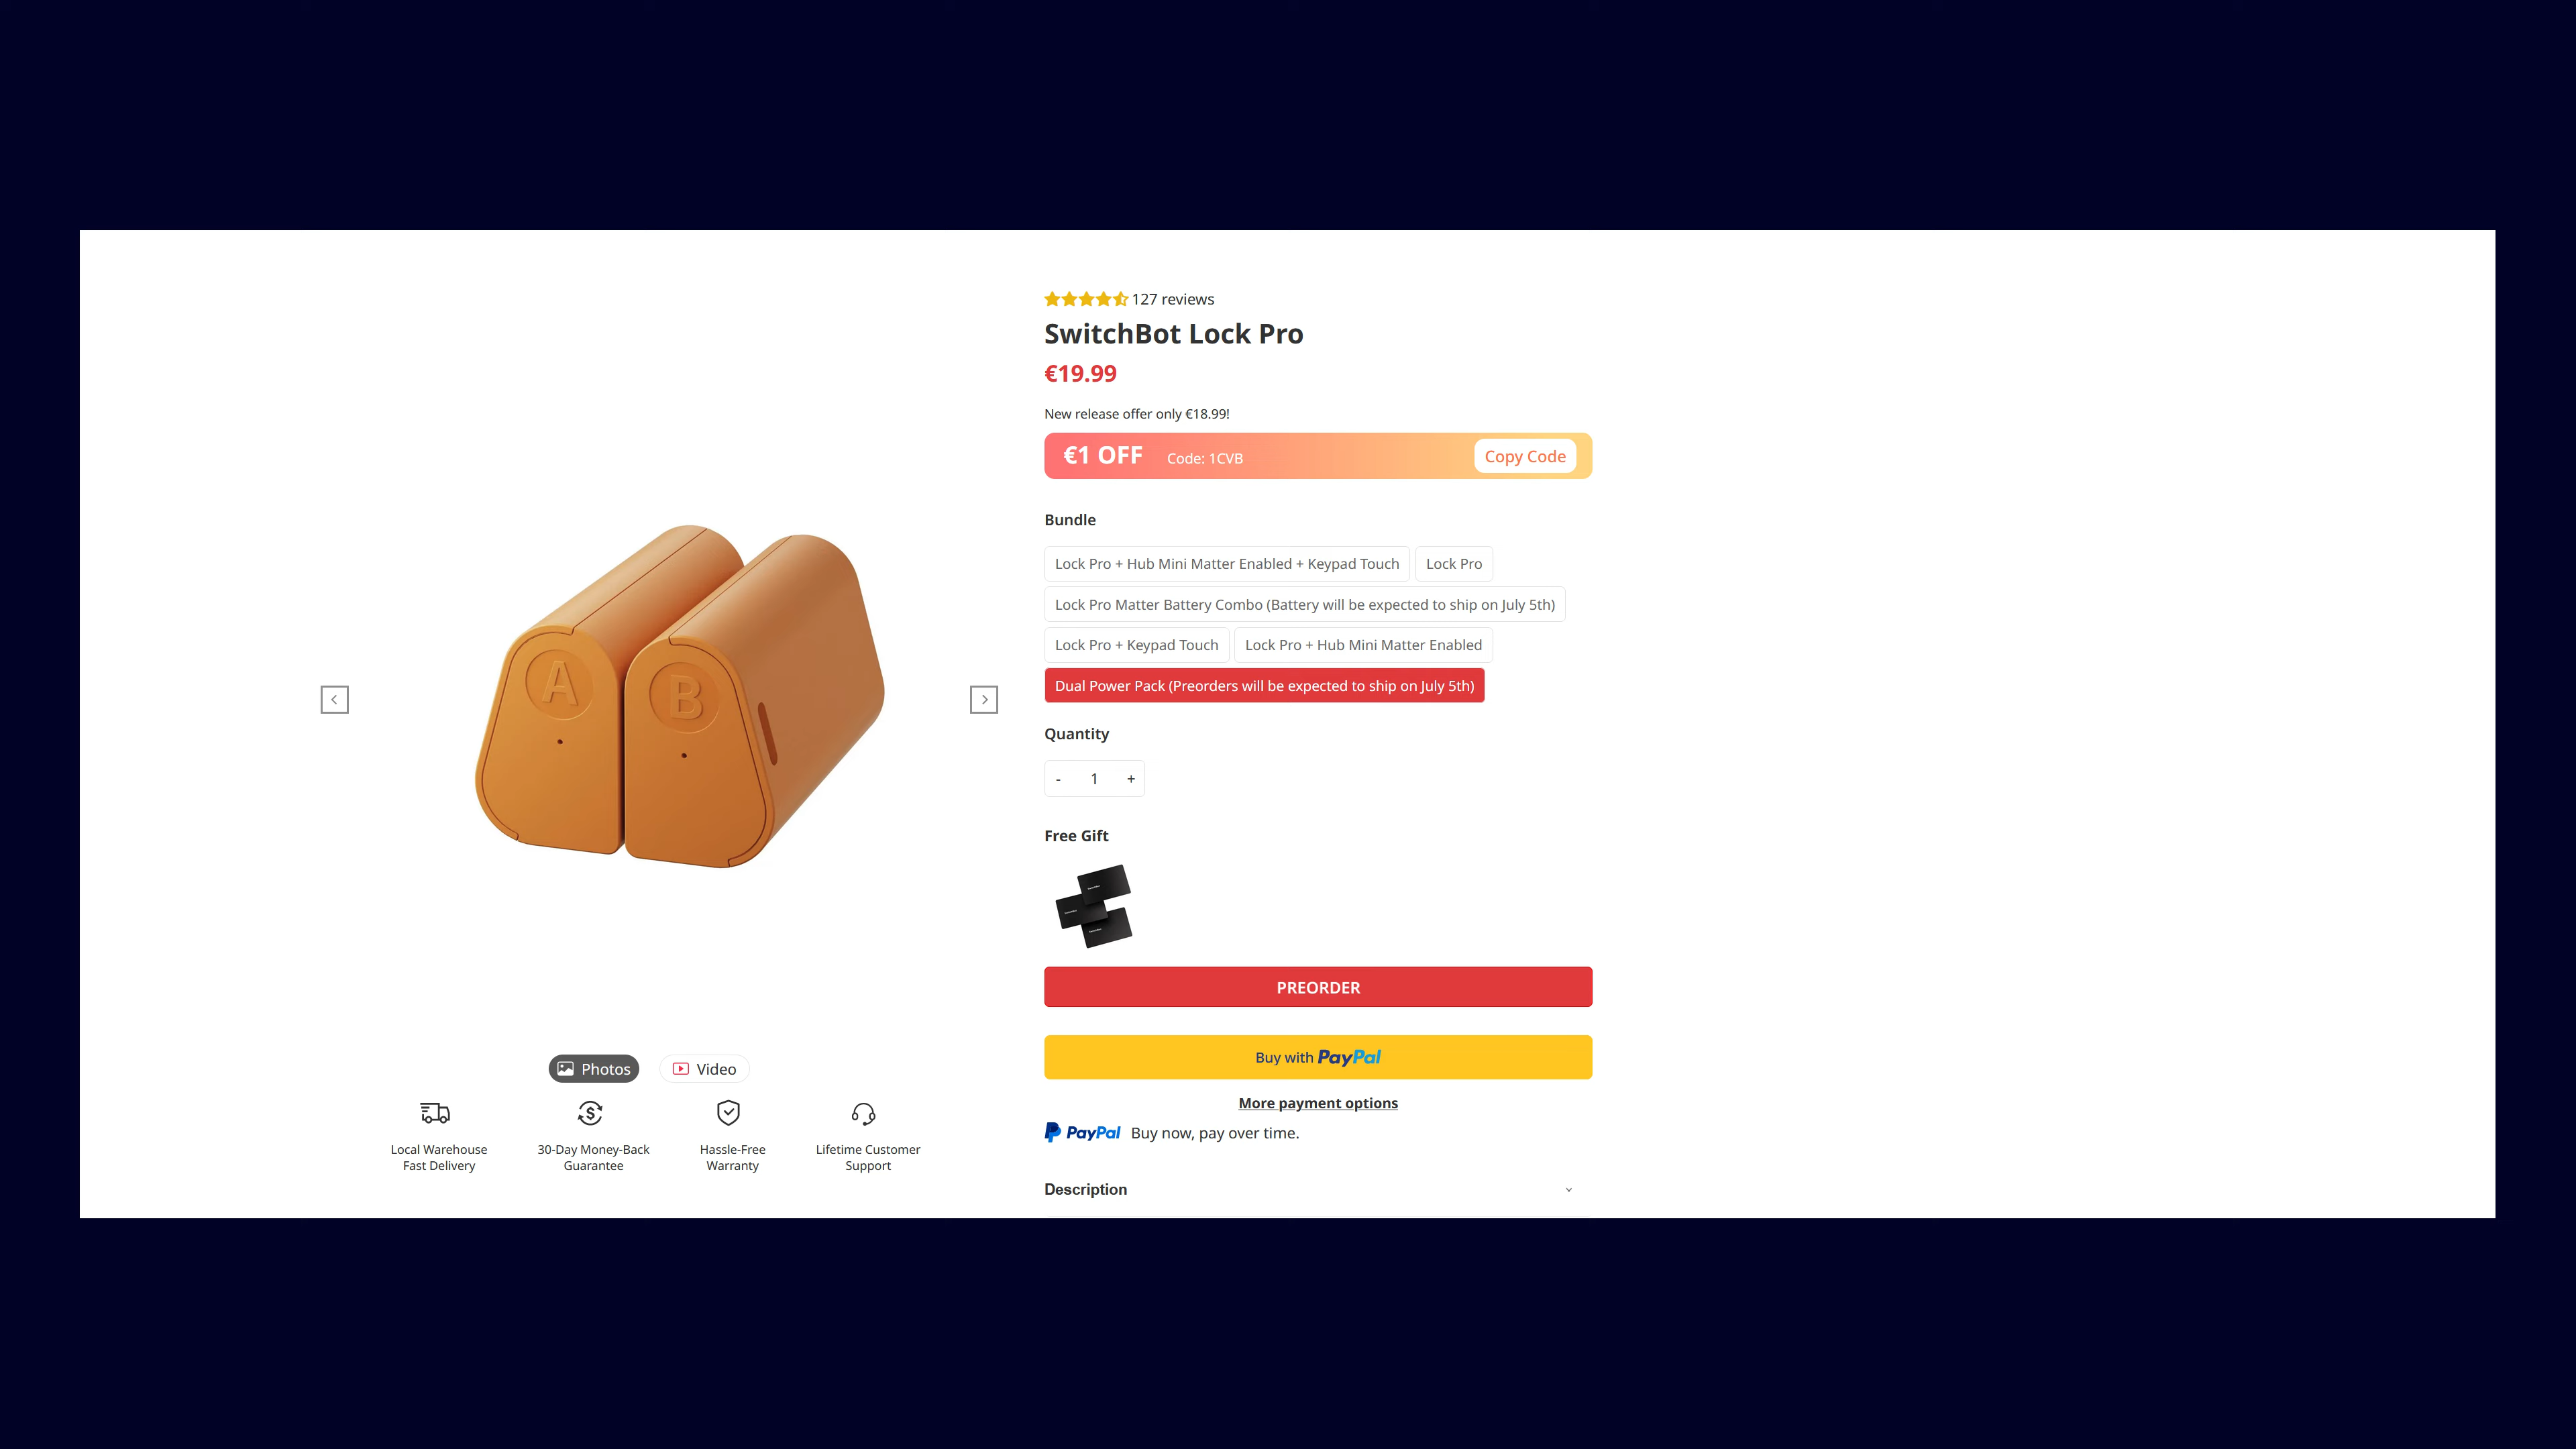 127 reviews
SwitchBot Lock Pro
€19.99
New release offer only €18.99!
€1 OFF Code: 1CVB Copy Code
Bundle
Lock Pro + Hub Mini Matter Enabled + Keypad Touch Lock Pro
Lock Pro Matter Battery Combo (Battery will be expected to ship on July 5th)
Lock Pro + Keypad Touch Lock Pro + Hub Mini Matter Enabled
Dual Power Pack (Preorders will be expected to ship on July 5th)
Quantity
- 1 +
Free Gift
PREORDER
Buy with PayPal
More payment options
PayPal Buy now, pay over time.
Description
A B
Photos Video
Local Warehouse
Fast Delivery
30-Day Money-Back
Guarantee
Hassle-Free
Warranty
Lifetime Customer
Support